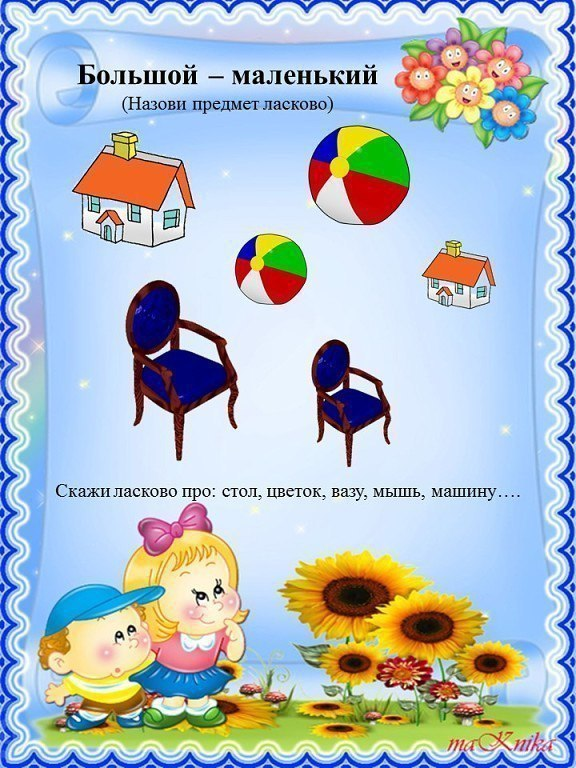 Большой – маленький
(Назови предмет ласково)
Скажи ласково про: стол, цветок, вазу, мышь, машину….
maKnika